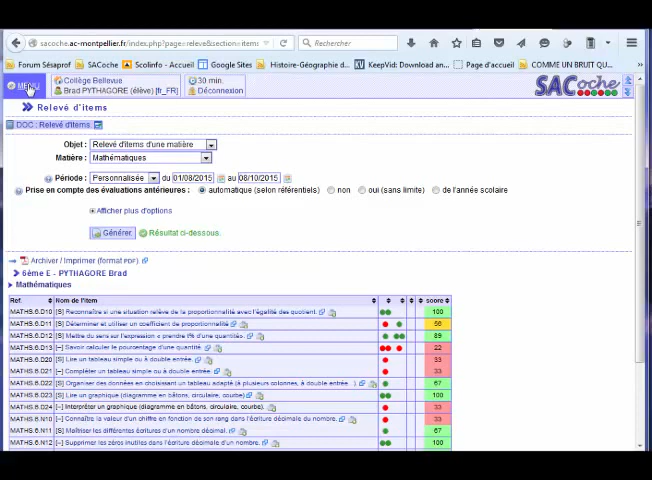 sacoche.ac-montpellier.fr/index.php?page=releve&section=items
Rechercher
Forum Sésaprof SACoche Scolinfo - Accueil Google Sites Histoire-Géographie d... KeepVid: Download an... SACoche - Accueil COMME UN BRUIT QU...
MENU
Collège Bellevue
Brad PYTHAGORE (élève) [fr_FR]
30 min.
Déconnexion
SACoche
Relevé d'items
DOC : Relevé d'items
Objet : Relevé d'items d'une matière
Matière : Mathématiques
Période : Personnalisée du 01/08/2015 au 08/10/2015
Prise en compte des évaluations antérieures : automatique (selon référentiels) non oui (sans limite) de l'année scolaire
Afficher plus d'options
Générer. Résultat ci-dessous.
Archiver / Imprimer (format PDF)
6ème E - PYTHAGORE Brad
Mathématiques
Ref. Nom de l'item score
MATHS.6.D10 [S] Reconnaître si une situation relève de la proportionnalité avec l'égalité des quotient. 100
MATHS.6.D11 [S] Déterminer et utiliser un coefficient de proportionnalité 56
MATHS.6.D12 [S] Mettre du sens sur l'expression « prendre t% d'une quantité». 89
MATHS.6.D13 [–] Savoir calculer le pourcentage d'une quantité. 22
MATHS.6.D20 [S] Lire un tableau simple ou à double entrée. 33
MATHS.6.D21 [–] Compléter un tableau simple ou à double entrée. 33
MATHS.6.D22 [S] Organiser des données en choisissant un tableau adapté (à plusieurs colonnes, à double entrée...). 67
MATHS.6.D23 [S] Lire un graphique (diagramme en bâtons, circulaire, courbe) 100
MATHS.6.D24 [–] Interpréter un graphique (diagramme en bâtons, circulaire, courbe). 33
MATHS.6.N10 [–] Connaître la valeur d'un chiffre en fonction de son rang dans l'écriture décimale du nombre. 33
MATHS.6.N11 [S] Maîtriser les différentes écritures d'un nombre décimal. 67
MATHS.6.N12 [–] Supprimer les zéros inutiles dans l'écriture décimale d'un nombre. 100